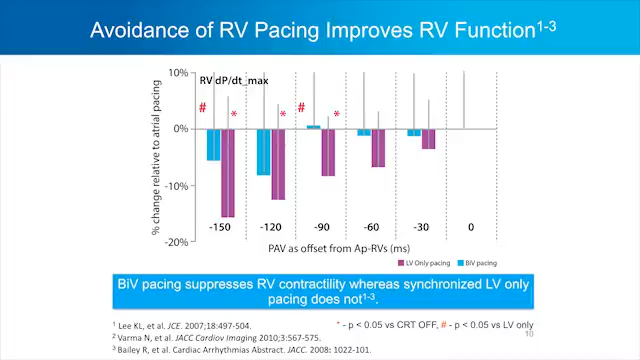 Avoidance of RV Pacing Improves RV Function1-3
RV dP/dt_max
% change relative to atrial pacing
10%
0%
-10%
-20%
# * * # *
-150 -120 -90 -60 -30 0
PAV as offset from Ap-RVs (ms)
LV Only pacing BiV pacing
BiV pacing suppresses RV contractility whereas synchronized LV only
pacing does not1-3.
1 Lee KL, et al. JCE. 2007;18:497-504.
2 Varma N, et al. JACC Cardiov Imaging 2010;3:567-575.
3 Bailey R, et al. Cardiac Arrhythmias Abstract. JACC. 2008: 1022-101.
* - p < 0.05 vs CRT OFF, # - p < 0.05 vs LV only
10